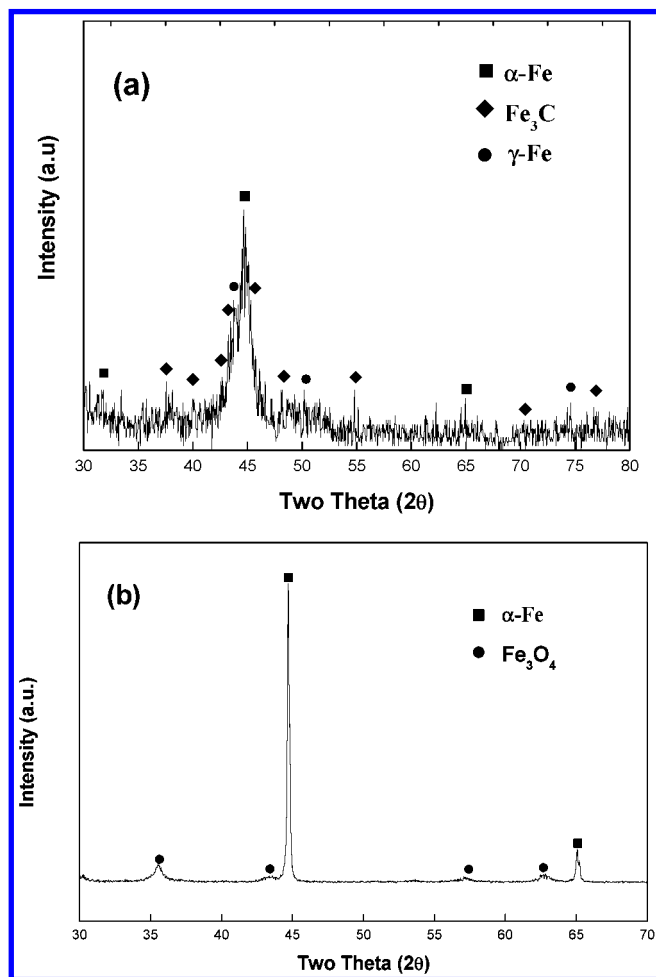 (a)
■ α-Fe
◆ Fe₃C
● γ-Fe
Intensity (a.u)
30 35 40 45 50 55 60 65 70 75 80
Two Theta (2θ)
(b)
■ α-Fe
● Fe₃O₄
Intensity (a.u.)
30 35 40 45 50 55 60 65 70
Two Theta (2θ)